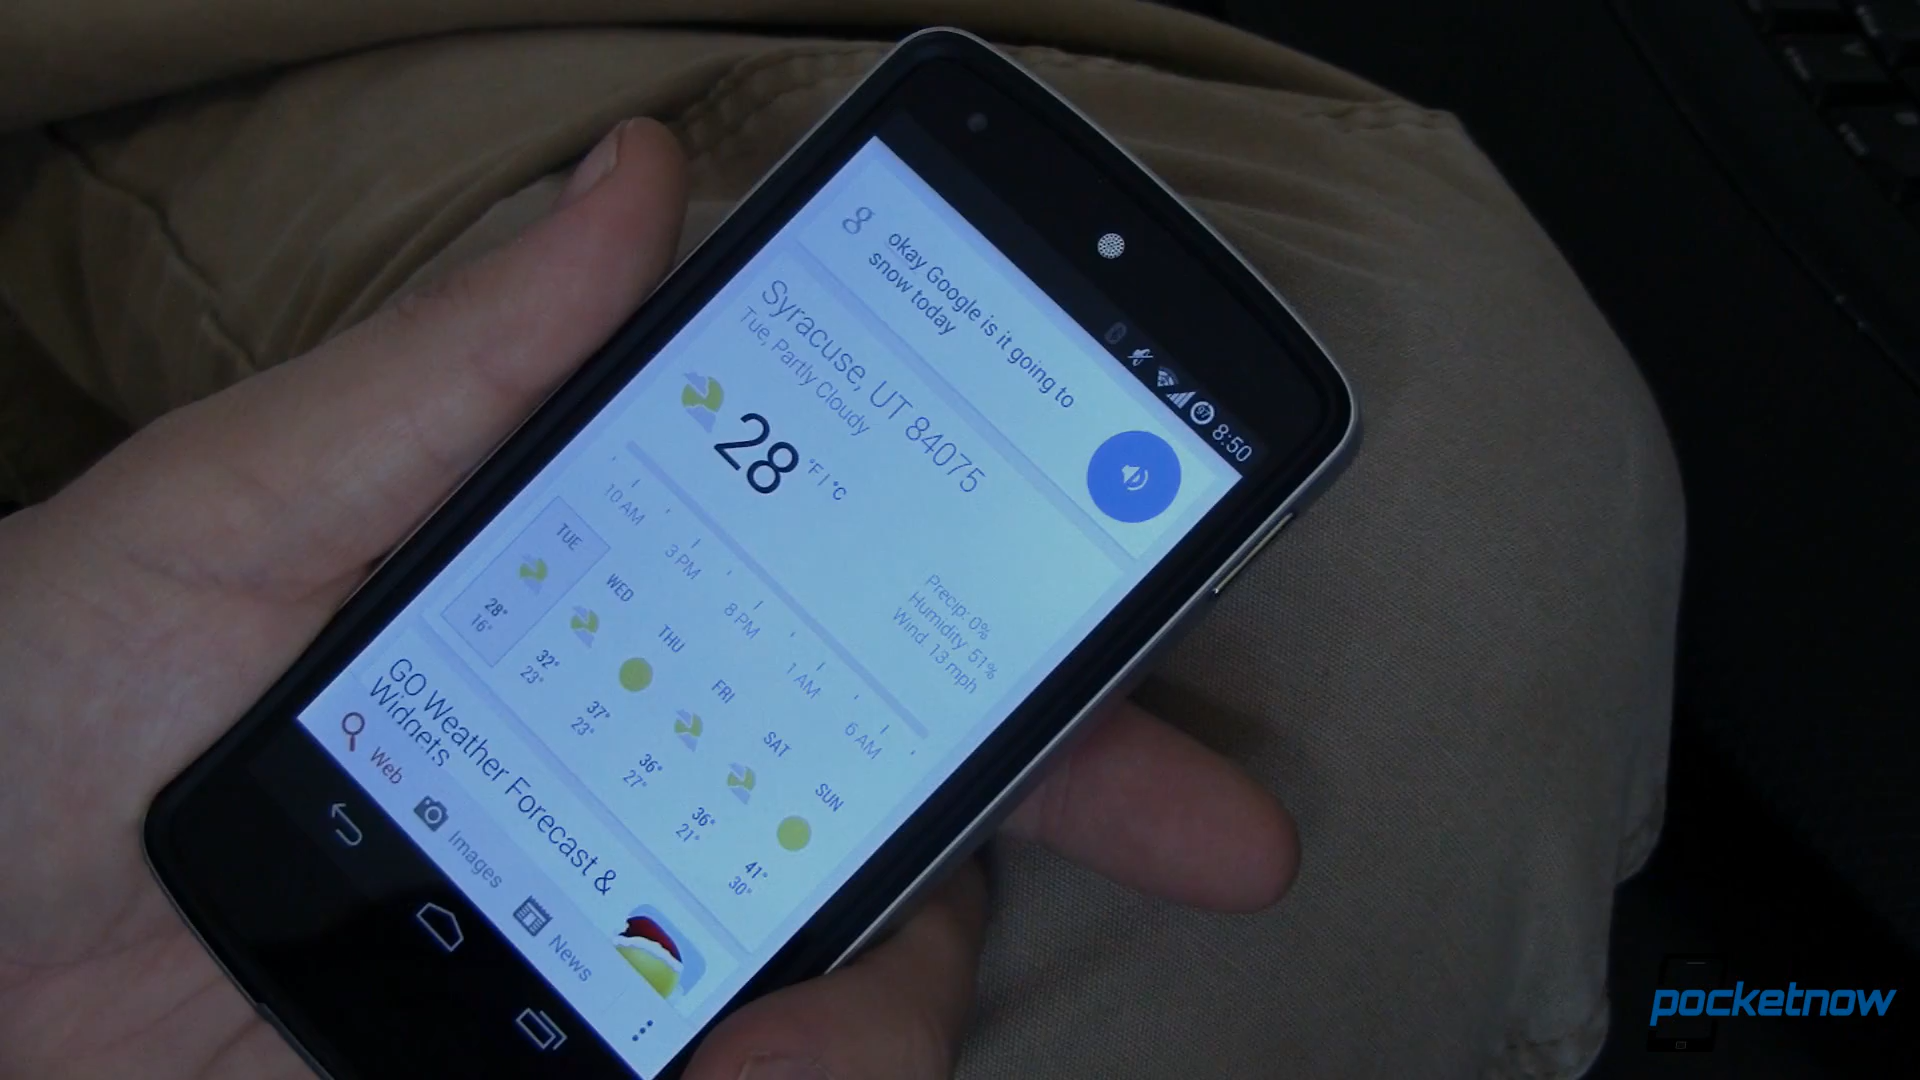 8:50
97
g
okay Google is it going to
snow today
Syracuse, UT 84075
Tue, Partly Cloudy
28 °F | °C
Precip: 0%
Humidity: 51%
Wind: 13 mph
10 AM 3 PM 8 PM 1 AM 6 AM
TUE WED THU FRI SAT SUN
28° 32° 37° 36° 36° 41°
16° 23° 23° 27° 21° 30°
GO Weather Forecast &
Widgets
Web Images News
pocketnow